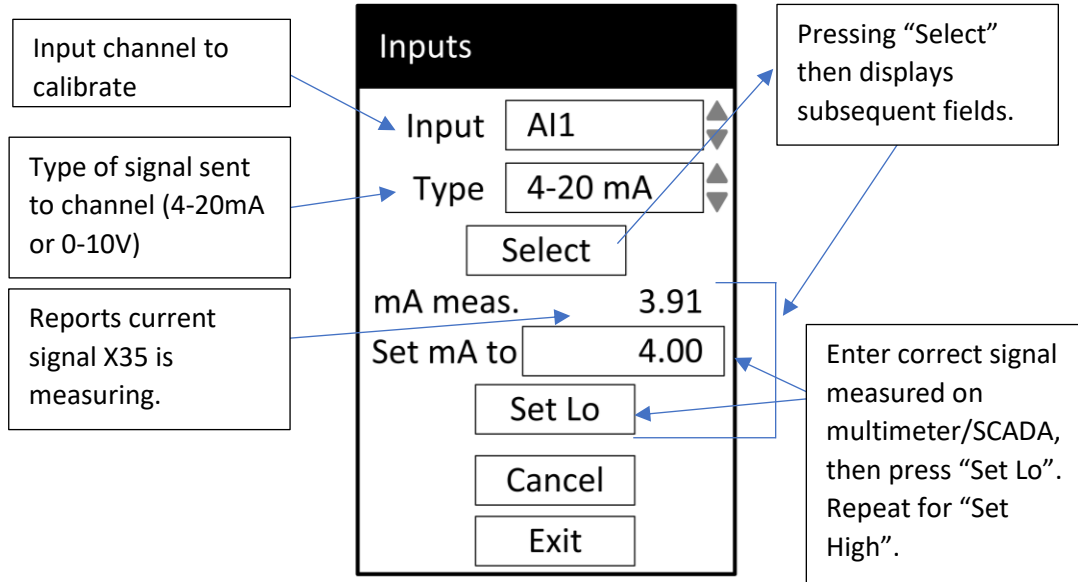 Input channel to
calibrate
Type of signal sent
to channel (4-20mA
or 0-10V)
Reports current
signal X35 is
measuring.
Inputs
Input AI1
Type 4-20 mA
Select
mA meas. 3.91
Set mA to 4.00
Set Lo
Cancel
Exit
Pressing “Select”
then displays
subsequent fields.
Enter correct signal
measured on
multimeter/SCADA,
then press “Set Lo”.
Repeat for “Set
High”.